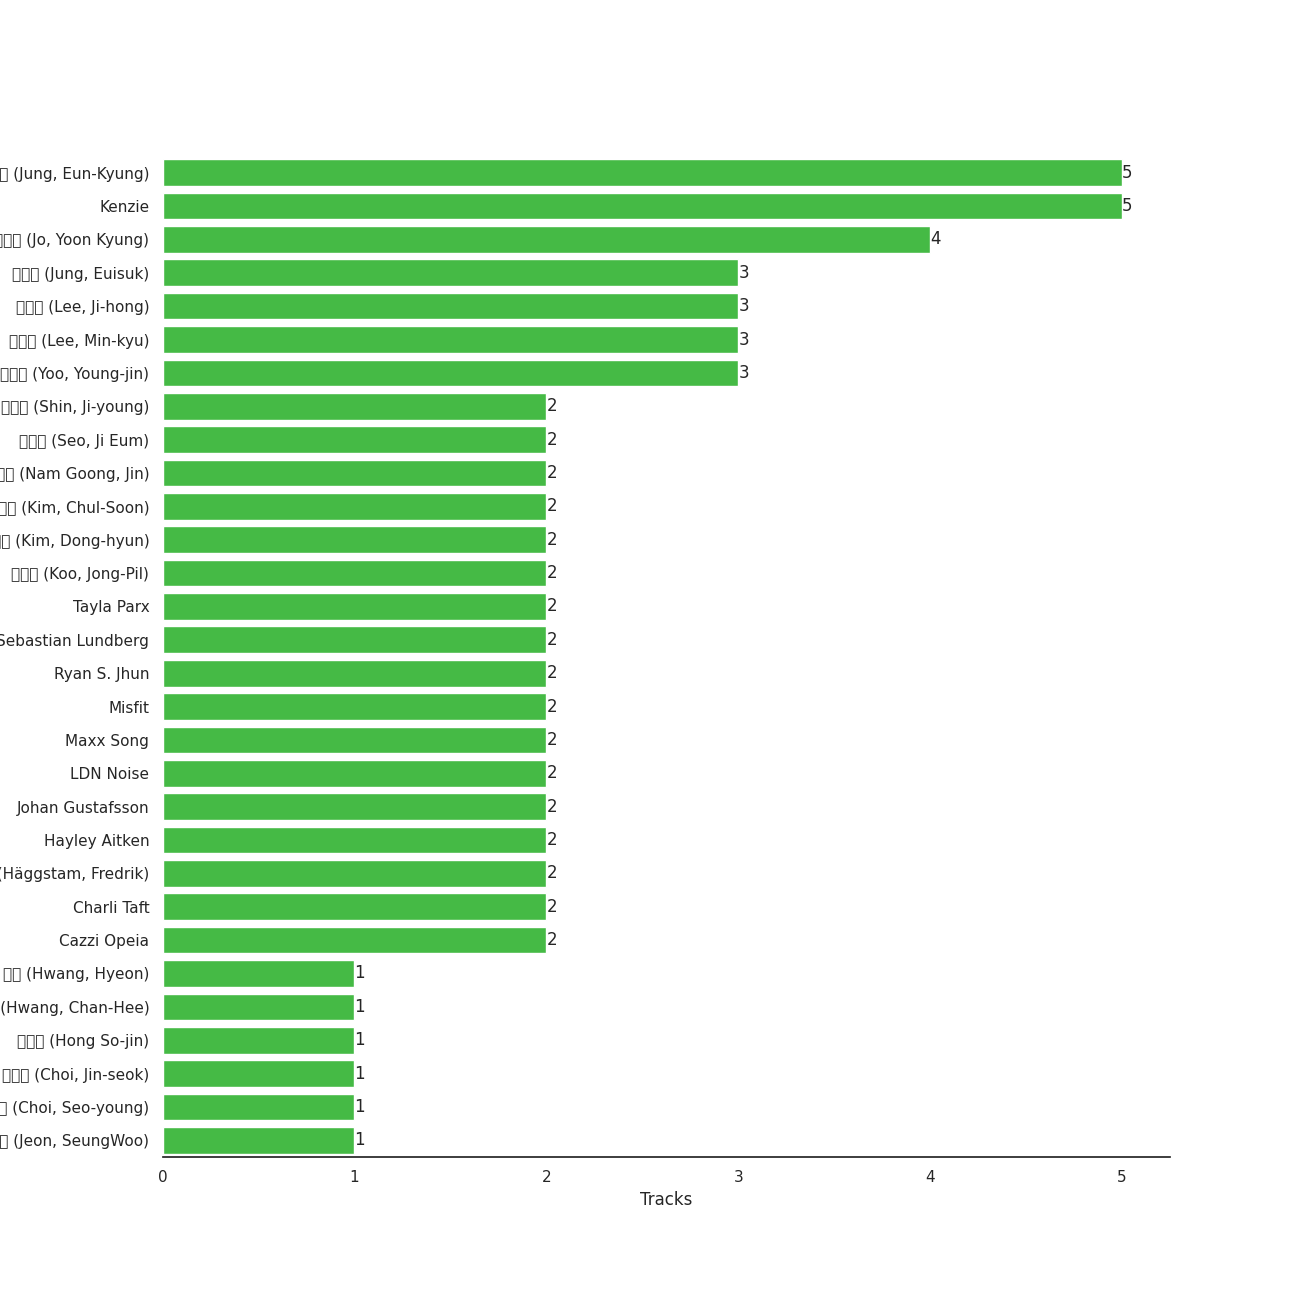 (Jung, Eun-Kyung) 5
Kenzie 5
(Jo, Yoon Kyung) 4
(Jung, Euisuk) 3
(Lee, Ji-hong) 3
(Lee, Min-kyu) 3
(Yoo, Young-jin) 3
(Shin, Ji-young) 2
(Seo, Ji Eum) 2
(Nam Goong, Jin) 2
(Kim, Chul-Soon) 2
(Kim, Dong-hyun) 2
(Koo, Jong-Pil) 2
Tayla Parx 2
Sebastian Lundberg 2
Ryan S. Jhun 2
Misfit 2
Maxx Song 2
LDN Noise 2
Johan Gustafsson 2
Hayley Aitken 2
(Häggstam, Fredrik) 2
Charli Taft 2
Cazzi Opeia 2
(Hwang, Hyeon) 1
(Hwang, Chan-Hee) 1
(Hong So-jin) 1
(Choi, Jin-seok) 1
(Choi, Seo-young) 1
(Jeon, SeungWoo) 1
0 1 2 3 4 5
Tracks